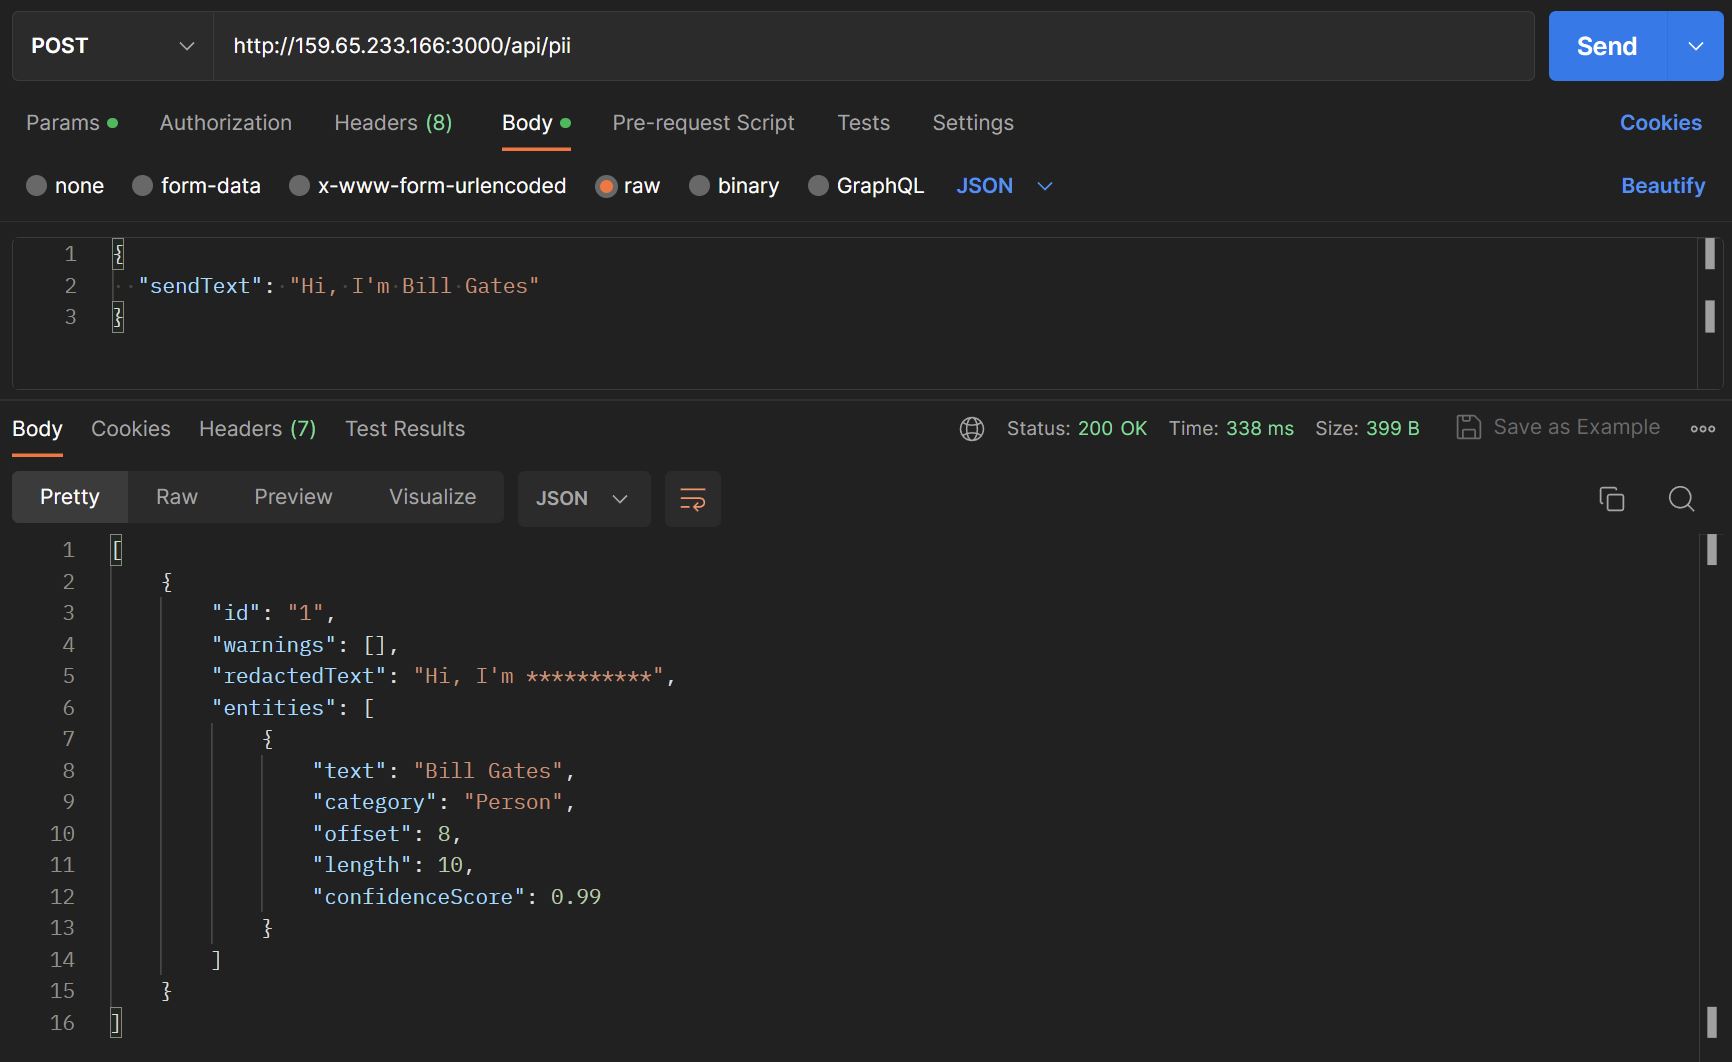 POST http://159.65.233.166:3000/api/pii Send
Params Authorization Headers (8) Body Pre-request Script Tests Settings Cookies
none form-data x-www-form-urlencoded raw binary GraphQL JSON Beautify
1 {
2 "sendText": "Hi, I'm Bill Gates"
3 }
Body Cookies Headers (7) Test Results Status: 200 OK Time: 338 ms Size: 399 B Save as Example
Pretty Raw Preview Visualize JSON
1 [
2 {
3 "id": "1",
4 "warnings": [],
5 "redactedText": "Hi, I'm **********",
6 "entities": [
7 {
8 "text": "Bill Gates",
9 "category": "Person",
10 "offset": 8,
11 "length": 10,
12 "confidenceScore": 0.99
13 }
14 ]
15 }
16 ]